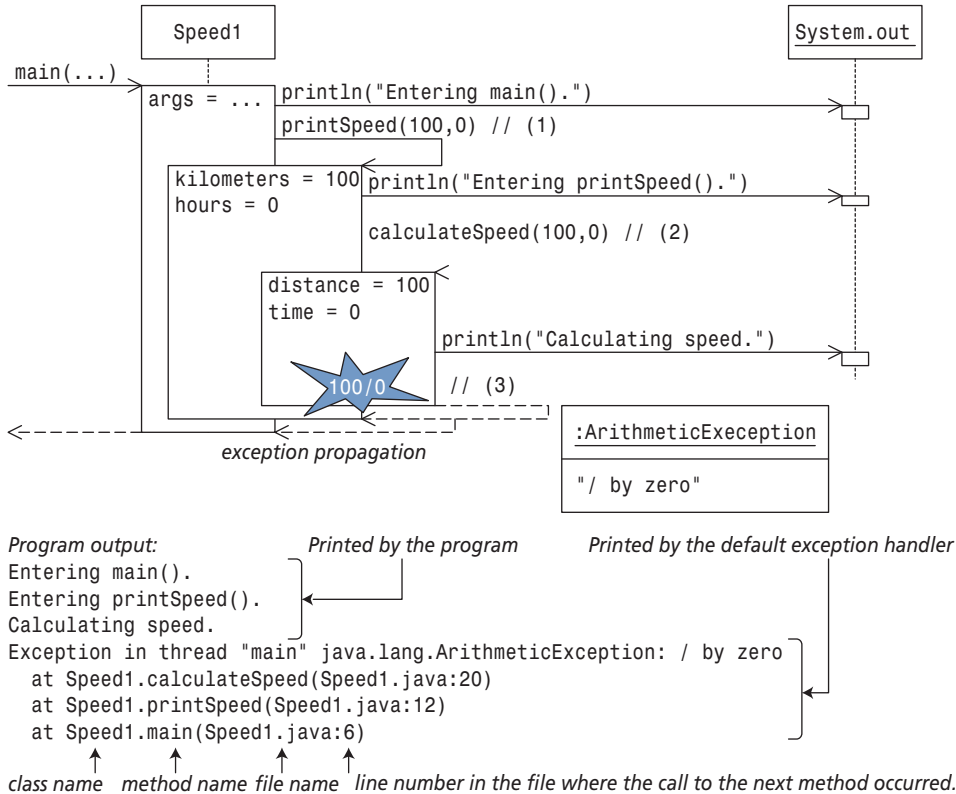 Speed1
System.out
main(...)
args = ...
println("Entering main().")
printSpeed(100,0) // (1)
kilometers = 100
hours = 0
println("Entering printSpeed().")
calculateSpeed(100,0) // (2)
distance = 100
time = 0
println("Calculating speed.")
100/0
// (3)
exception propagation
:ArithmeticExeception
"/ by zero"
Program output:
Printed by the program
Printed by the default exception handler
Entering main().
Entering printSpeed().
Calculating speed.
Exception in thread "main" java.lang.ArithmeticException: / by zero
at Speed1.calculateSpeed(Speed1.java:20)
at Speed1.printSpeed(Speed1.java:12)
at Speed1.main(Speed1.java:6)
class name method name file name line number in the file where the call to the next method occurred.